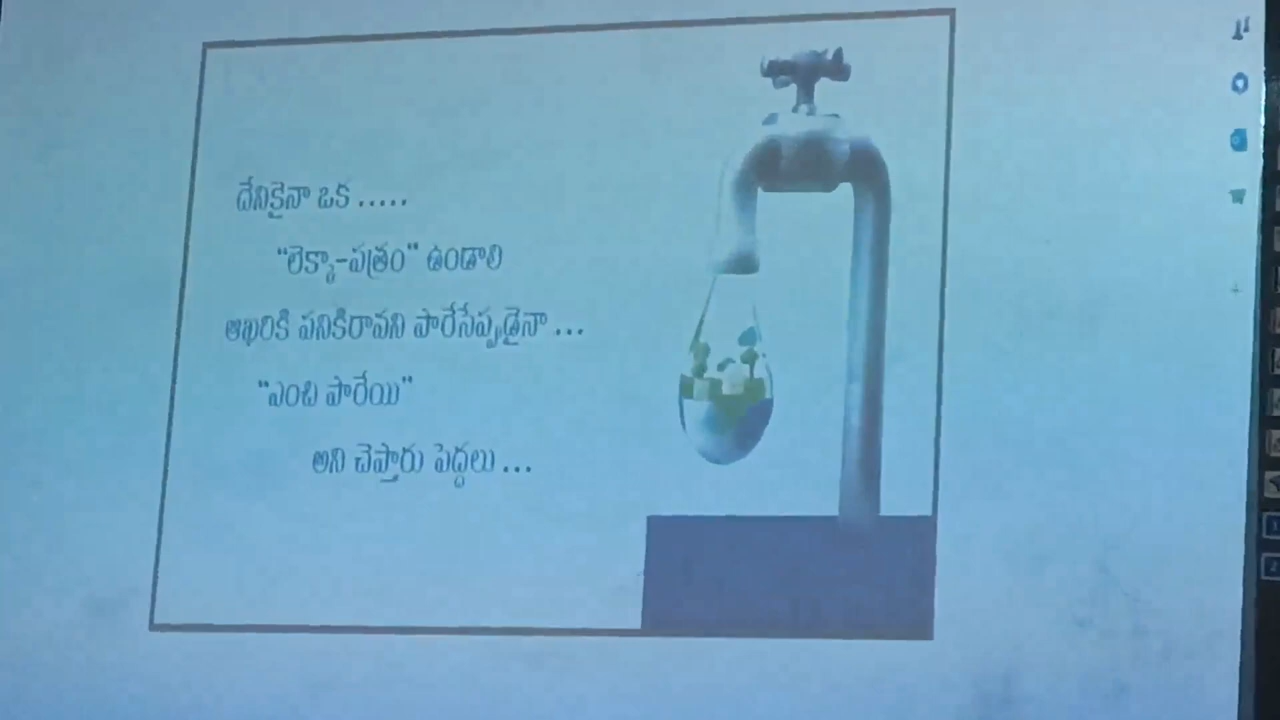 దేనికైనా ఒక .....
"లెక్కా-పత్రం" ఉండాలి
ఆఖరికి పనికిరావని పారేసేప్పుడైనా ...
"ఎంచి పారేయి"
అని చెప్తారు పెద్దలు ...